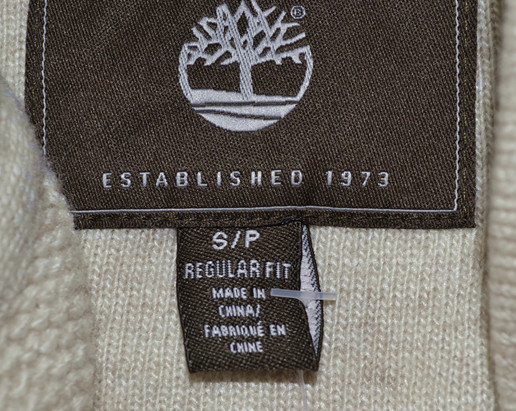 ®
ESTABLISHED 1973
S/P
REGULAR FIT
MADE IN
CHINA/
FABRIQUÉ EN
CHINE